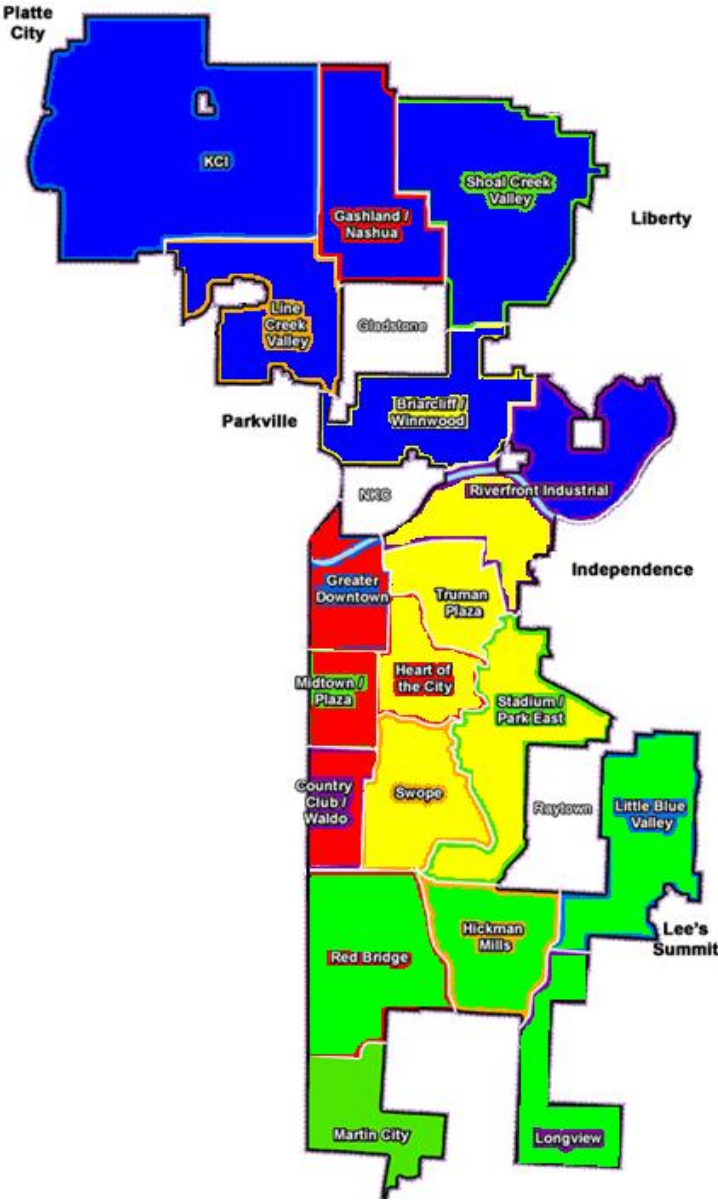 Platte
City
KCI
Shoal Creek
Valley
Gashland /
Nashua
Liberty
Line
Creek
Valley
Gladstone
Parkville
Briarcliff /
Winnwood
NKC
Riverfront Industrial
Independence
Greater
Downtown
Truman
Plaza
Heart of
the City
Midtown /
Plaza
Stadium /
Park East
Country
Club /
Waldo
Swope
Raytown
Little Blue
Valley
Hickman
Mills
Lee's
Summit
Red Bridge
Martin City
Longview